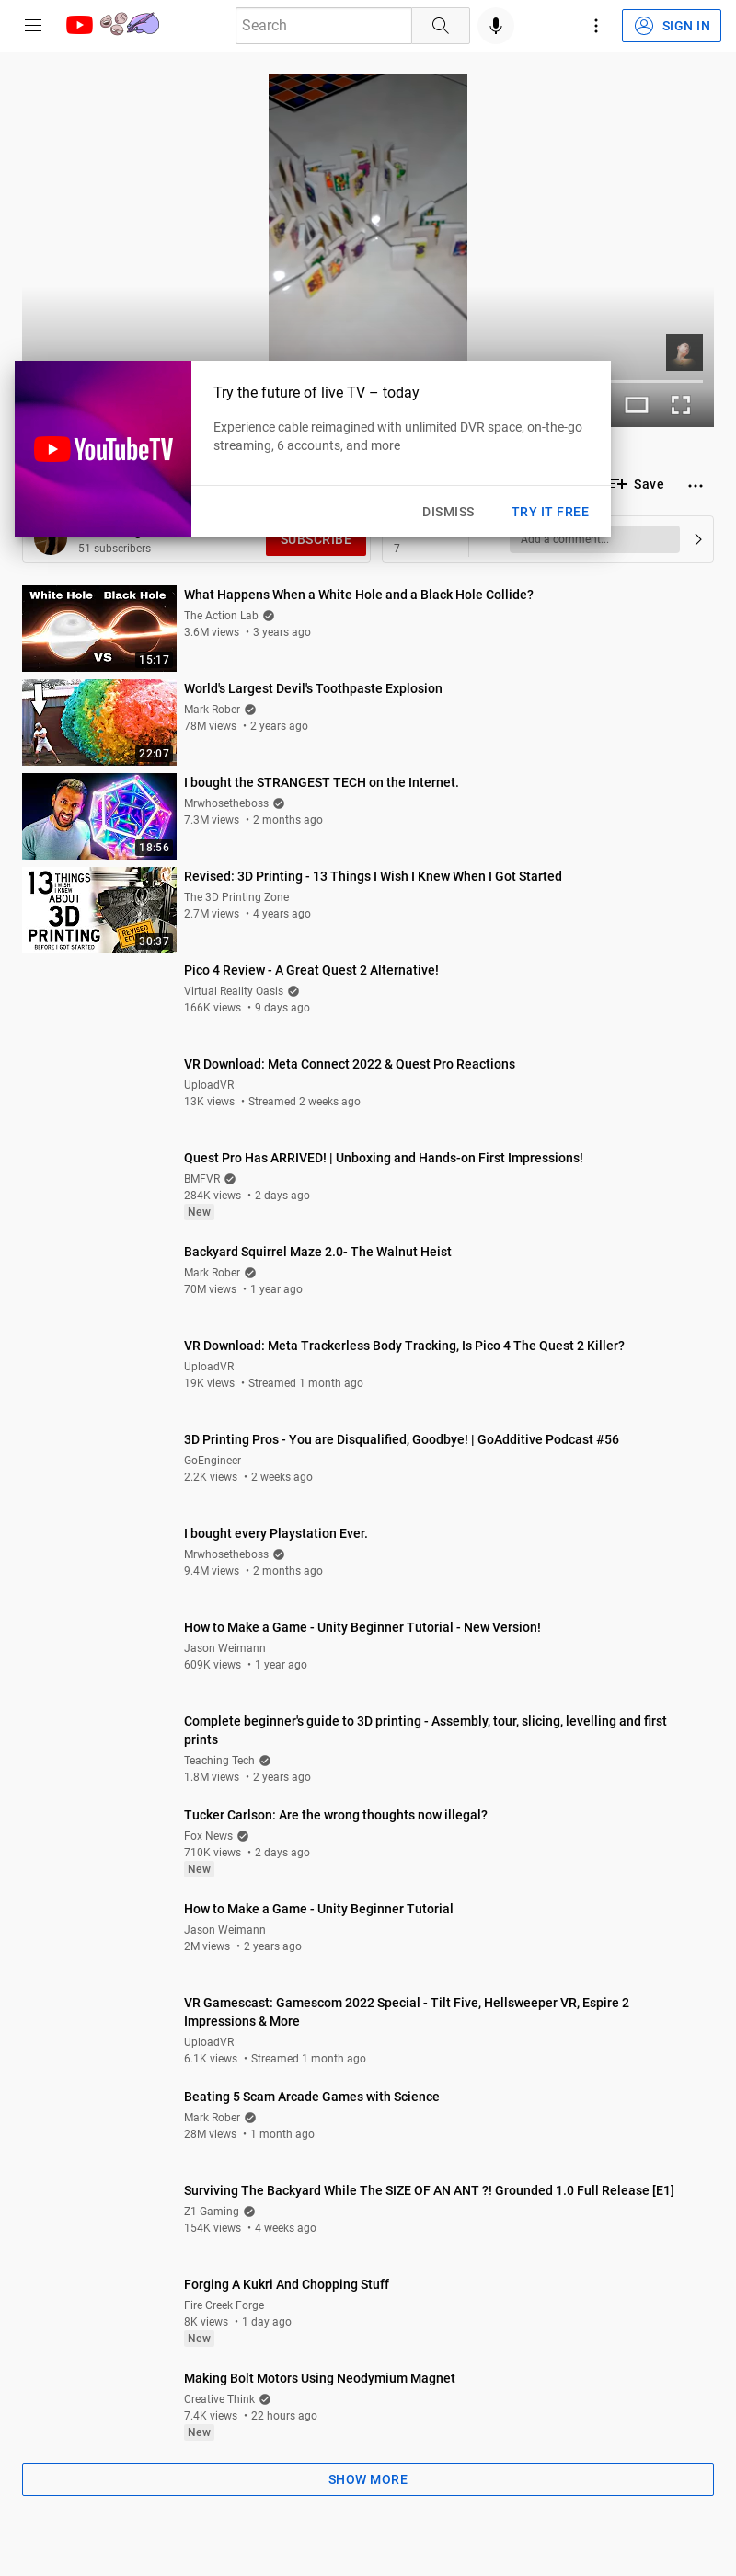 Search
SIGN IN
YouTubeTV
Try the future of live TV – today
Experience cable reimagined with unlimited DVR space, on-the-go
streaming, 6 accounts, and more
DISMISS
TRY IT FREE
Save
51 subscribers
SUBSCRIBE
7
Add a comment...
White Hole Black Hole
VS
15:17
What Happens When a White Hole and a Black Hole Collide?
The Action Lab
3.6M views • 3 years ago
22:07
World's Largest Devil's Toothpaste Explosion
Mark Rober
78M views • 2 years ago
18:56
I bought the STRANGEST TECH on the Internet.
Mrwhosetheboss
7.3M views • 2 months ago
13 THINGS
I WISH
I KNEW
ABOUT
3D
PRINTING
BEFORE I GOT STARTED
REVISED
EDITION
30:37
Revised: 3D Printing - 13 Things I Wish I Knew When I Got Started
The 3D Printing Zone
2.7M views • 4 years ago
Pico 4 Review - A Great Quest 2 Alternative!
Virtual Reality Oasis
166K views • 9 days ago
VR Download: Meta Connect 2022 & Quest Pro Reactions
UploadVR
13K views • Streamed 2 weeks ago
Quest Pro Has ARRIVED! | Unboxing and Hands-on First Impressions!
BMFVR
284K views • 2 days ago
New
Backyard Squirrel Maze 2.0- The Walnut Heist
Mark Rober
70M views • 1 year ago
VR Download: Meta Trackerless Body Tracking, Is Pico 4 The Quest 2 Killer?
UploadVR
19K views • Streamed 1 month ago
3D Printing Pros - You are Disqualified, Goodbye! | GoAdditive Podcast #56
GoEngineer
2.2K views • 2 weeks ago
I bought every Playstation Ever.
Mrwhosetheboss
9.4M views • 2 months ago
How to Make a Game - Unity Beginner Tutorial - New Version!
Jason Weimann
609K views • 1 year ago
Complete beginner's guide to 3D printing - Assembly, tour, slicing, levelling and first
prints
Teaching Tech
1.8M views • 2 years ago
Tucker Carlson: Are the wrong thoughts now illegal?
Fox News
710K views • 2 days ago
New
How to Make a Game - Unity Beginner Tutorial
Jason Weimann
2M views • 2 years ago
VR Gamescast: Gamescom 2022 Special - Tilt Five, Hellsweeper VR, Espire 2
Impressions & More
UploadVR
6.1K views • Streamed 1 month ago
Beating 5 Scam Arcade Games with Science
Mark Rober
28M views • 1 month ago
Surviving The Backyard While The SIZE OF AN ANT ?! Grounded 1.0 Full Release [E1]
Z1 Gaming
154K views • 4 weeks ago
Forging A Kukri And Chopping Stuff
Fire Creek Forge
8K views • 1 day ago
New
Making Bolt Motors Using Neodymium Magnet
Creative Think
7.4K views • 22 hours ago
New
SHOW MORE